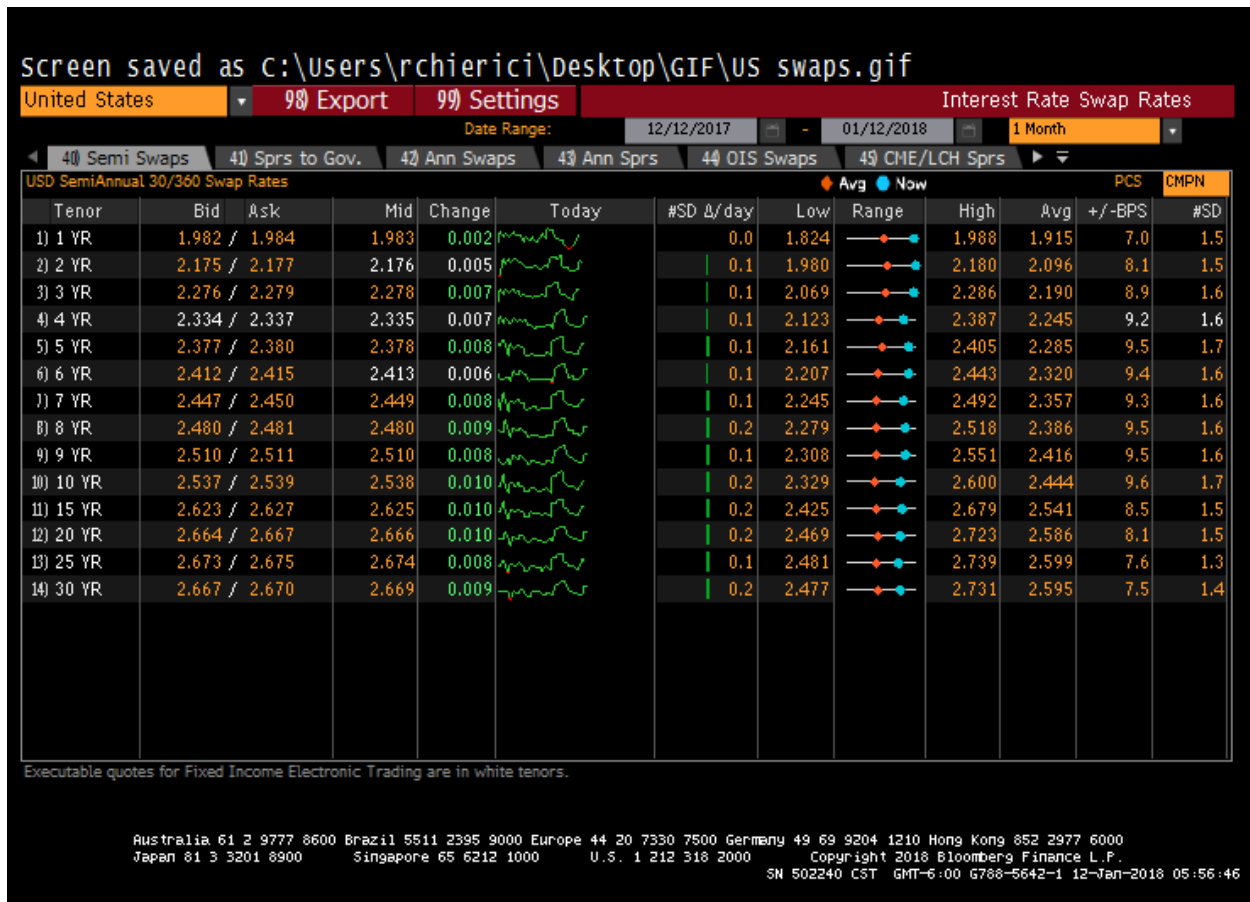 Screen saved as C:\Users\rchierici\Desktop\GIF\US swaps.gif
United States 98) Export 99) Settings Interest Rate Swap Rates
Date Range: 12/12/2017 - 01/12/2018 1 Month
40) Semi Swaps 41) Sprs to Gov. 42) Ann Swaps 43) Ann Sprs 44) OIS Swaps 45) CME/LCH Sprs
USD SemiAnnual 30/360 Swap Rates Avg Now PCS CMPN
Tenor Bid Ask Mid Change Today #SD Δ/day Low Range High Avg +/-BPS #SD
1) 1 YR 1.982 / 1.984 1.983 0.002 0.0 1.824 1.988 1.915 7.0 1.5
2) 2 YR 2.175 / 2.177 2.176 0.005 0.1 1.980 2.180 2.096 8.1 1.5
3) 3 YR 2.276 / 2.279 2.278 0.007 0.1 2.069 2.286 2.190 8.9 1.6
4) 4 YR 2.334 / 2.337 2.335 0.007 0.1 2.123 2.387 2.245 9.2 1.6
5) 5 YR 2.377 / 2.380 2.378 0.008 0.1 2.161 2.405 2.285 9.5 1.7
6) 6 YR 2.412 / 2.415 2.413 0.006 0.1 2.207 2.443 2.320 9.4 1.6
7) 7 YR 2.447 / 2.450 2.449 0.008 0.1 2.245 2.492 2.357 9.3 1.6
8) 8 YR 2.480 / 2.481 2.480 0.009 0.2 2.279 2.518 2.386 9.5 1.6
9) 9 YR 2.510 / 2.511 2.510 0.008 0.1 2.308 2.551 2.416 9.5 1.6
10) 10 YR 2.537 / 2.539 2.538 0.010 0.2 2.329 2.600 2.444 9.6 1.7
11) 15 YR 2.623 / 2.627 2.625 0.010 0.2 2.425 2.679 2.541 8.5 1.5
12) 20 YR 2.664 / 2.667 2.666 0.010 0.2 2.469 2.723 2.586 8.1 1.5
13) 25 YR 2.673 / 2.675 2.674 0.008 0.1 2.481 2.739 2.599 7.6 1.3
14) 30 YR 2.667 / 2.670 2.669 0.009 0.2 2.477 2.731 2.595 7.5 1.4
Executable quotes for Fixed Income Electronic Trading are in white tenors.
Australia 61 2 9777 8600 Brazil 5511 2395 9000 Europe 44 20 7330 7500 Germany 49 69 9204 1210 Hong Kong 852 2977 6000
Japan 81 3 3201 8900 Singapore 65 6212 1000 U.S. 1 212 318 2000 Copyright 2018 Bloomberg Finance L.P.
SN 502240 CST GMT-6:00 G788-5642-1 12-Jan-2018 05:56:46